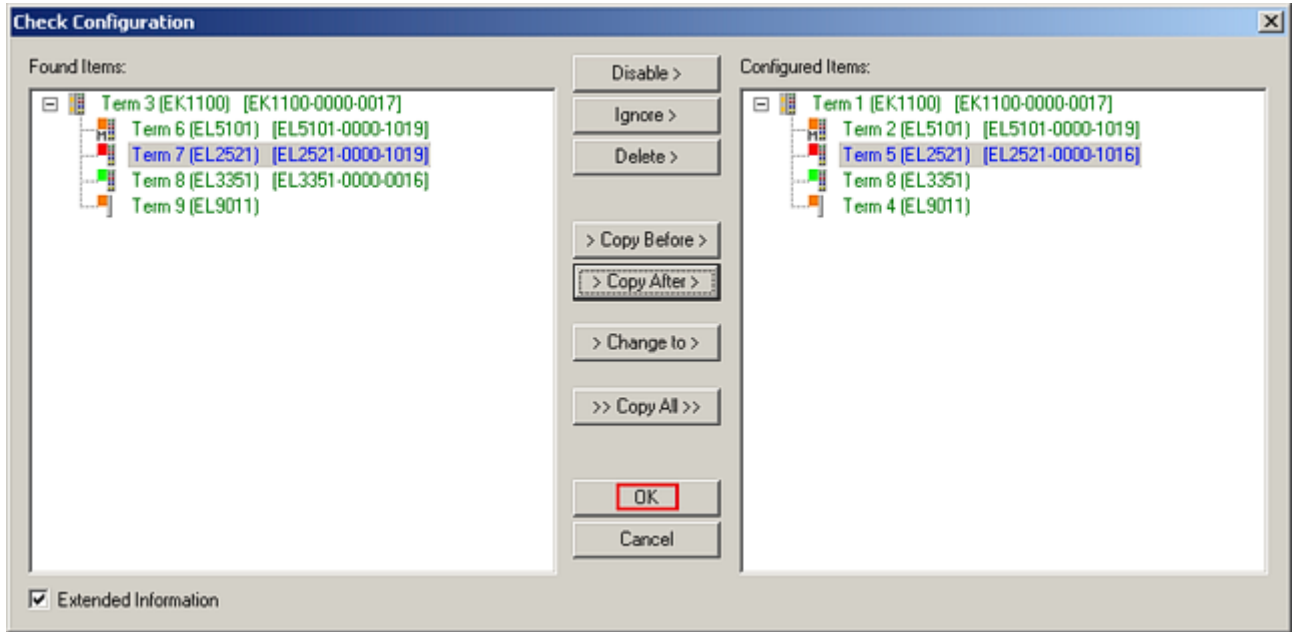 Check Configuration
Found Items:
Term 3 (EK1100) [EK1100-0000-0017]
Term 6 (EL5101) [EL5101-0000-1019]
Term 7 (EL2521) [EL2521-0000-1019]
Term 8 (EL3351) [EL3351-0000-0016]
Term 9 (EL9011)
Disable >
Ignore >
Delete >
> Copy Before >
> Copy After >
> Change to >
>> Copy All >>
OK
Cancel
Configured Items:
Term 1 (EK1100) [EK1100-0000-0017]
Term 2 (EL5101) [EL5101-0000-1019]
Term 5 (EL2521) [EL2521-0000-1016]
Term 8 (EL3351)
Term 4 (EL9011)
Extended Information